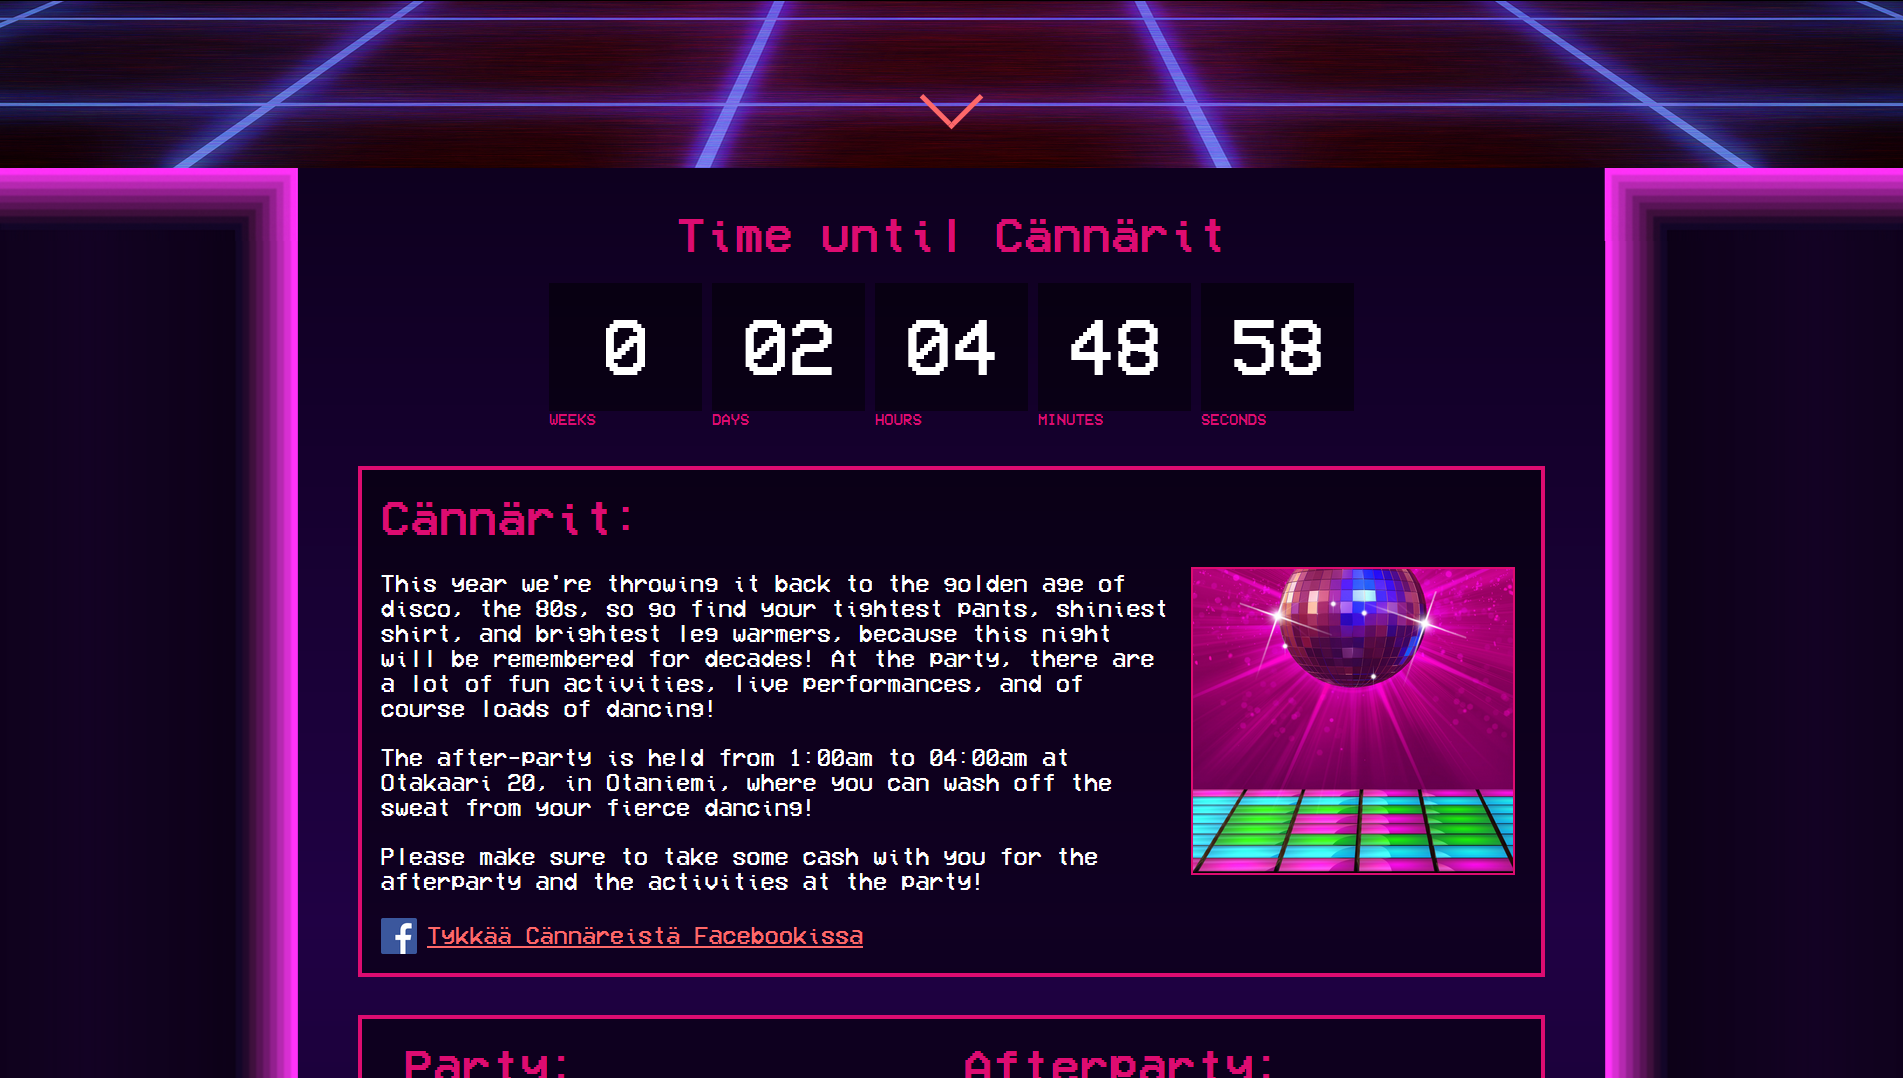 Time until Cännärit
0 02 04 48 58
WEEKS DAYS HOURS MINUTES SECONDS
Cännärit:
This year we're throwing it back to the golden age of
disco, the 80s, so go find your tightest pants, shiniest
shirt, and brightest leg warmers, because this night
will be remembered for decades! At the party, there are
a lot of fun activities, live performances, and of
course loads of dancing!
The after-party is held from 1:00am to 04:00am at
Otakaari 20, in Otaniemi, where you can wash off the
sweat from your fierce dancing!
Please make sure to take some cash with you for the
afterparty and the activities at the party!
Tykkää Cännäreistä Facebookissa
Party: Afterparty: